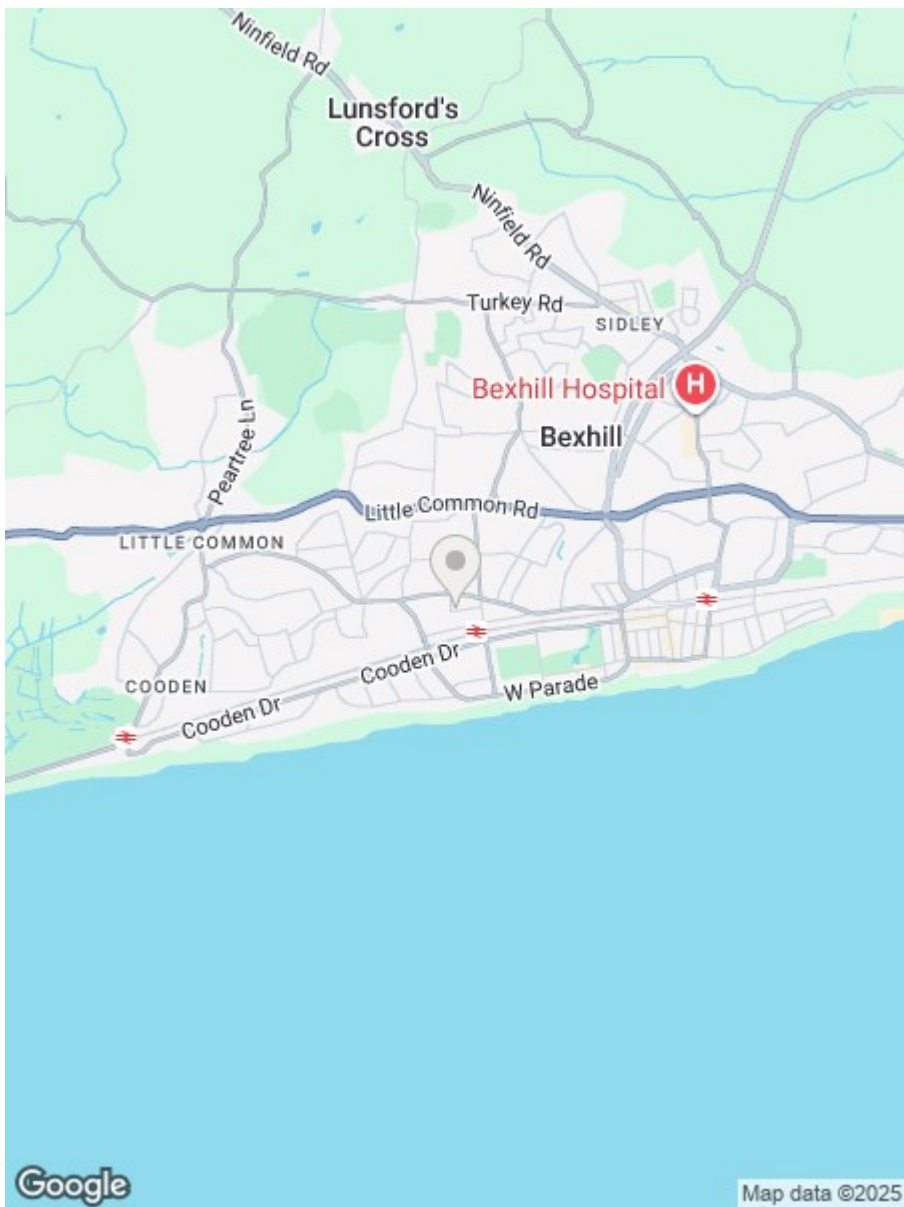 Ninfield Rd
Lunsford's
Cross
Ninfield Rd
Turkey Rd
SIDLEY
Bexhill Hospital
H
Bexhill
Peartree Ln
Little Common Rd
LITTLE COMMON
Cooden Dr
COODEN
W Parade
Cooden Dr
Google
Map data ©2025